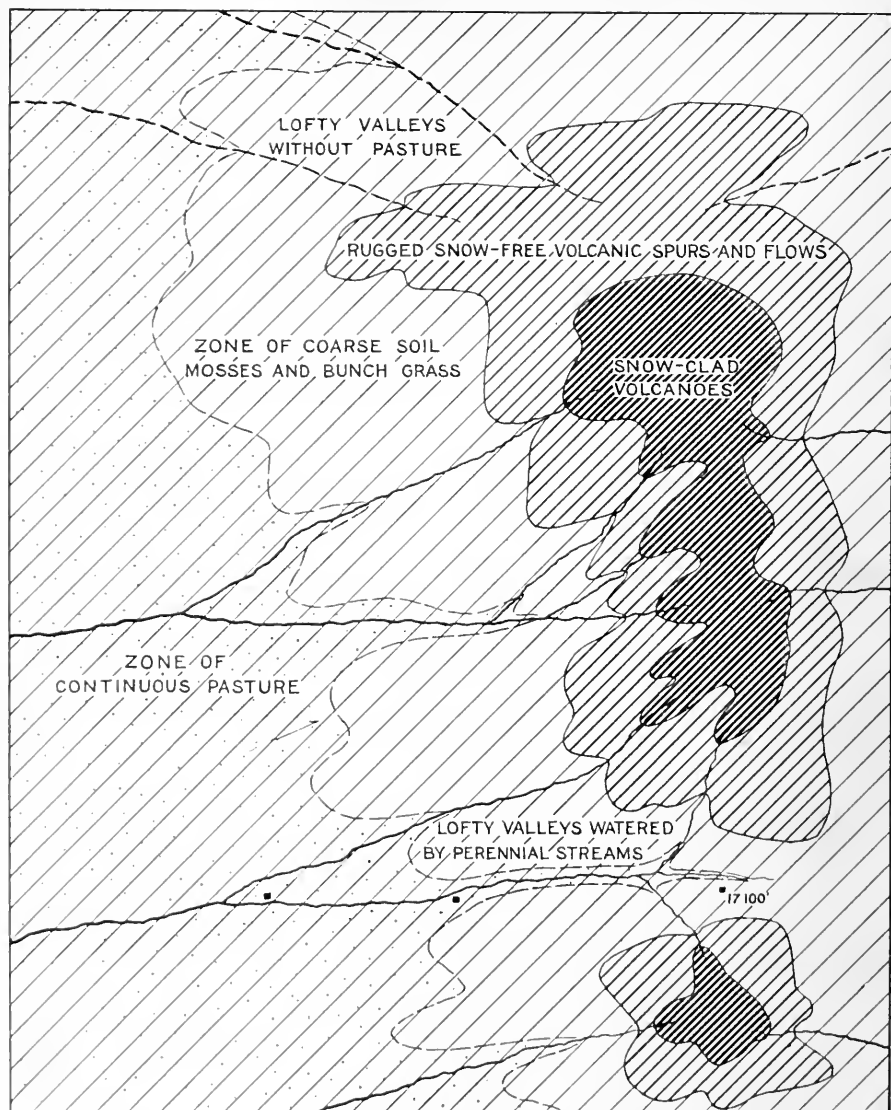 LOFTY VALLEYS
WITHOUT PASTURE
RUGGED SNOW-FREE VOLCANIC SPURS AND FLOWS
ZONE OF COARSE SOIL
MOSSES AND BUNCH GRASS
SNOW-CLAD
VOLCANOES
ZONE OF
CONTINUOUS PASTURE
LOFTY VALLEYS WATERED
BY PERENNIAL STREAMS
17100'